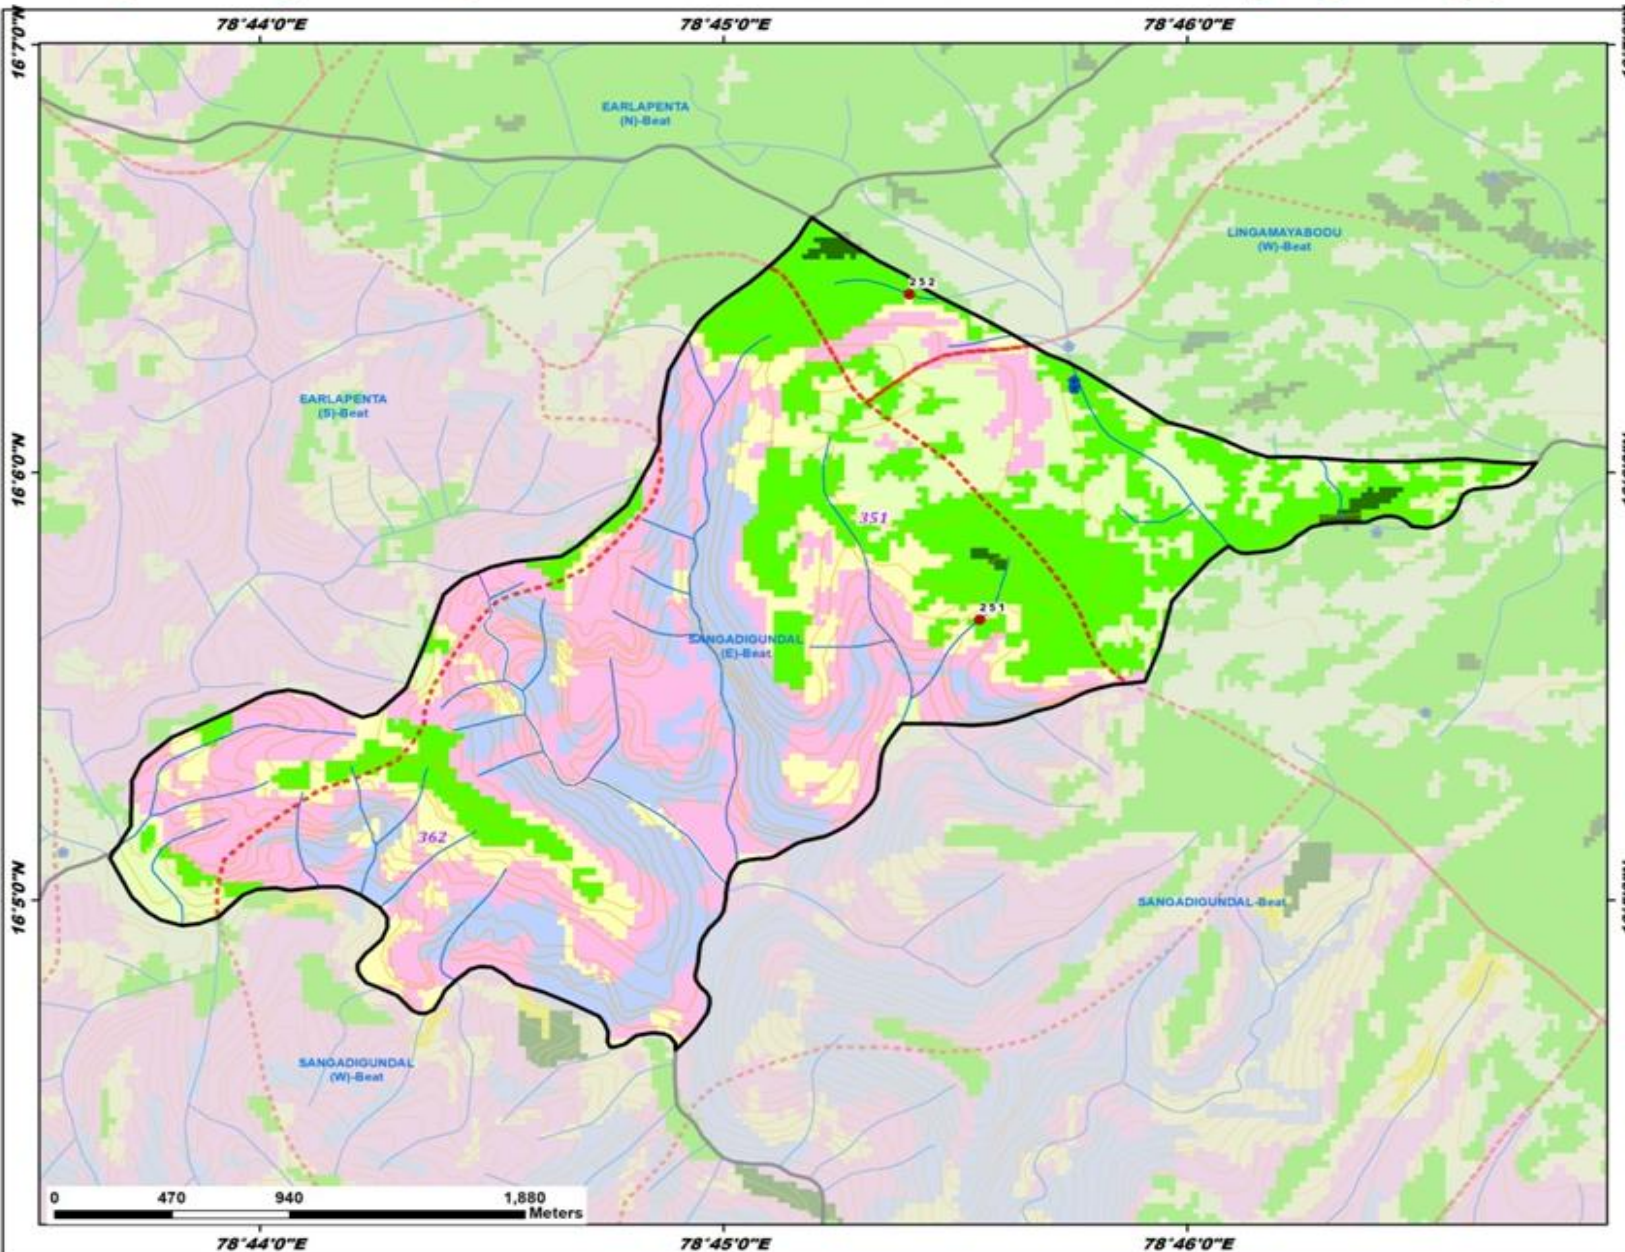 78°44'0"E 78°45'0"E 78°46'0"E
16°7'0"N
EARLAPENTA
(N)-Beat
LINGAMAYABODU
(W)-Beat
252
EARLAPENTA
(S)-Beat
16°6'0"N
351
251
SANGADIGUNDAL
(E)-Beat
362
16°5'0"N
SANGADIGUNDAL-Beat
SANGADIGUNDAL
(W)-Beat
0 470 940 1,880
Meters
78°44'0"E 78°45'0"E 78°46'0"E